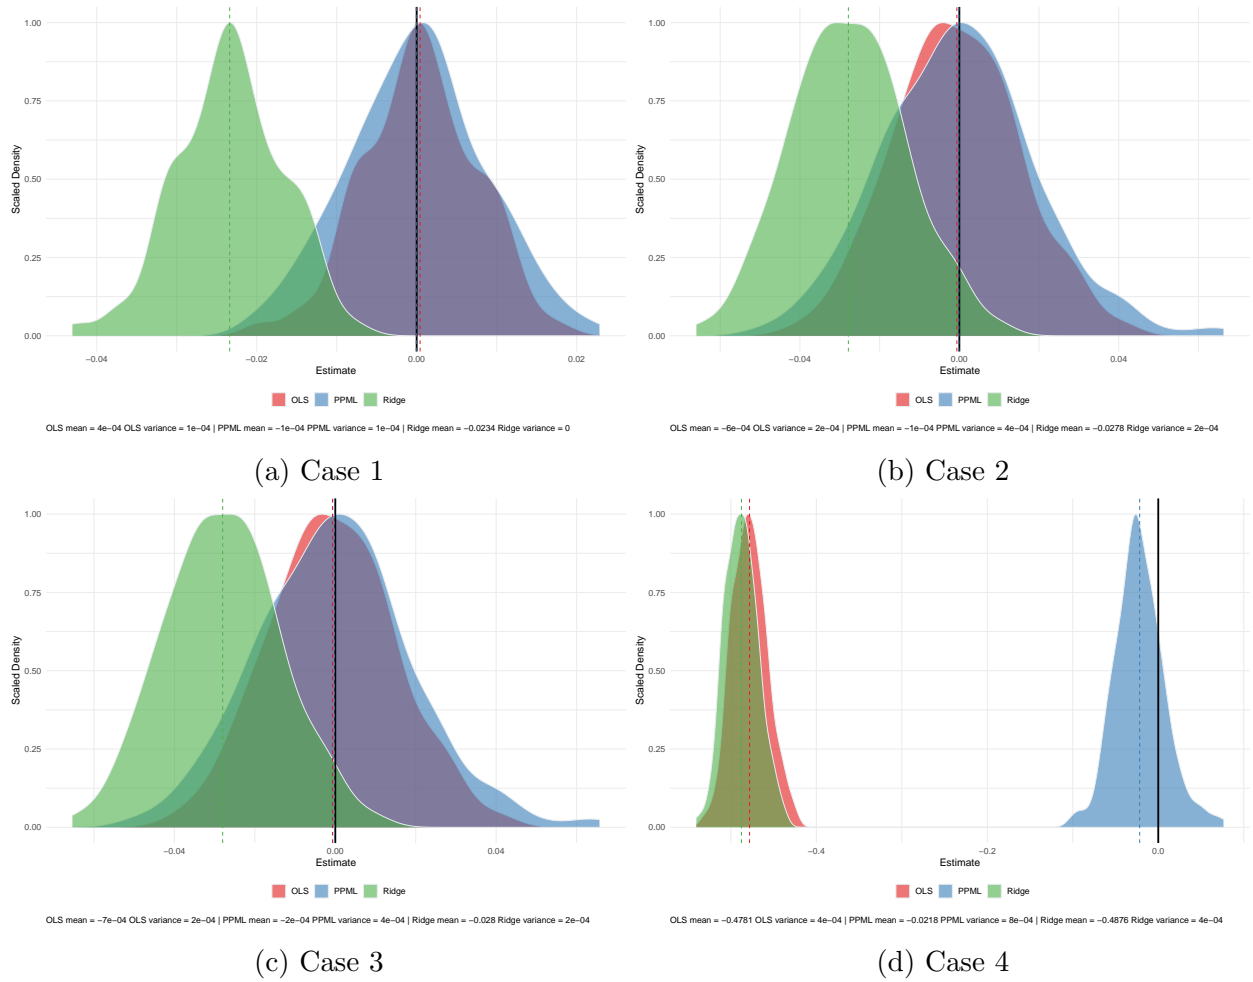 1.00
0.75
0.50
0.25
0.00
Scaled Density
−0.04
−0.02
0.00
0.02
Estimate
OLS PPML Ridge
OLS mean = 4e−04 OLS variance = 1e−04 | PPML mean = −1e−04 PPML variance = 1e−04 | Ridge mean = −0.0234 Ridge variance = 0
(a) Case 1
1.00
0.75
0.50
0.25
0.00
Scaled Density
−0.04
0.00
0.04
Estimate
OLS PPML Ridge
OLS mean = −6e−04 OLS variance = 2e−04 | PPML mean = −1e−04 PPML variance = 4e−04 | Ridge mean = −0.0278 Ridge variance = 2e−04
(b) Case 2
1.00
0.75
0.50
0.25
0.00
Scaled Density
−0.04
0.00
0.04
Estimate
OLS PPML Ridge
OLS mean = −7e−04 OLS variance = 2e−04 | PPML mean = −2e−04 PPML variance = 4e−04 | Ridge mean = −0.028 Ridge variance = 2e−04
(c) Case 3
1.00
0.75
0.50
0.25
0.00
Scaled Density
−0.4
−0.2
0.0
Estimate
OLS PPML Ridge
OLS mean = −0.4781 OLS variance = 4e−04 | PPML mean = −0.0218 PPML variance = 8e−04 | Ridge mean = −0.4876 Ridge variance = 4e−04
(d) Case 4